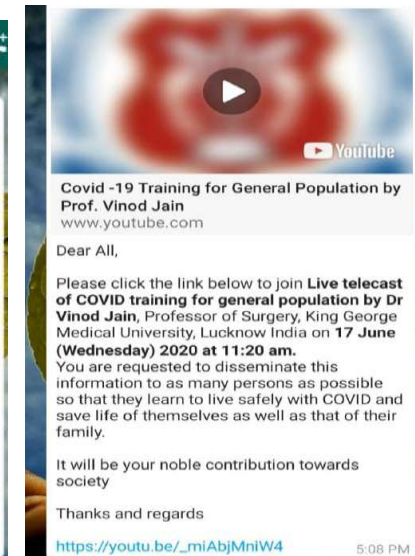 YouTube
Covid -19 Training for General Population by
Prof. Vinod Jain
www.youtube.com
Dear All,
Please click the link below to join Live telecast
of COVID training for general population by Dr
Vinod Jain, Professor of Surgery, King George
Medical University, Lucknow India on 17 June
(Wednesday) 2020 at 11:20 am.
You are requested to disseminate this
information to as many persons as possible
so that they learn to live safely with COVID and
save life of themselves as well as that of their
family.
It will be your noble contribution towards
society
Thanks and regards
https://youtu.be/_miAbjMniW4
5:08 PM